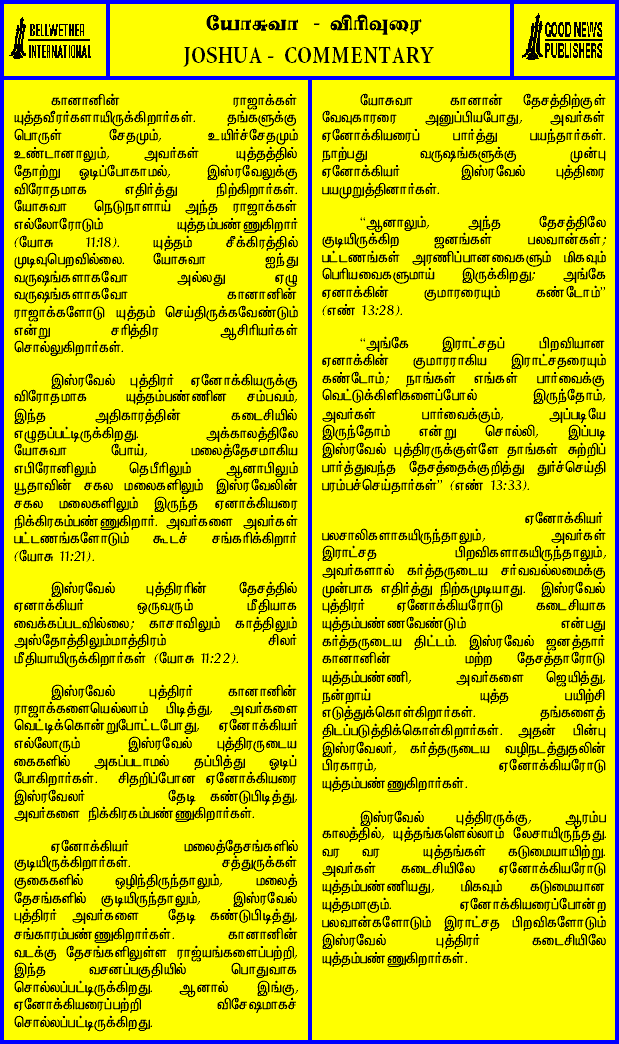 BELLWETHER
INTERNATIONAL
யோசுவா - விரிவுரை
JOSHUA - COMMENTARY
GOOD NEWS
PUBLISHERS
கானானின் ராஜாக்கள்
யுத்தவீரர்களாயிருக்கிறார்கள். தங்களுக்கு
பொருள் சேதமும், உயிர்ச்சேதமும்
உண்டானாலும், அவர்கள் யுத்தத்தில்
தோற்று ஓடிப்போகாமல், இஸ்ரவேலுக்கு
விரோதமாக எதிர்த்து நிற்கிறார்கள்.
யோசுவா நெடுநாளாய் அந்த ராஜாக்கள்
எல்லோரோடும் யுத்தம்பண்ணுகிறார்
(யோசு 11:18). யுத்தம் சீக்கிரத்தில்
முடிவுபெறவில்லை. யோசுவா ஐந்து
வருஷங்களாகவோ அல்லது ஏழு
வருஷங்களாகவோ கானானின்
ராஜாக்களோடு யுத்தம் செய்திருக்கவேண்டும்
என்று சரித்திர ஆசிரியர்கள்
சொல்லுகிறார்கள்.
இஸ்ரவேல் புத்திரர் ஏனோக்கியருக்கு
விரோதமாக யுத்தம்பண்ணின சம்பவம்,
இந்த அதிகாரத்தின் கடைசியில்
எழுதப்பட்டிருக்கிறது. அக்காலத்திலே
யோசுவா போய், மலைத்தேசமாகிய
எபிரோனிலும் தெபீரிலும் ஆனாபிலும்
யூதாவின் சகல மலைகளிலும் இஸ்ரவேலின்
சகல மலைகளிலும் இருந்த ஏனாக்கியரை
நிக்கிரகம்பண்ணுகிறார். அவர்களை அவர்கள்
பட்டணங்களோடும் கூடச் சங்கரிக்கிறார்
(யோசு 11:21).
இஸ்ரவேல் புத்திரரின் தேசத்தில்
ஏனாக்கியர் ஒருவரும் மீதியாக
வைக்கப்படவில்லை; காசாவிலும் காத்திலும்
அஸ்தோத்திலும்மாத்திரம் சிலர்
மீதியாயிருக்கிறார்கள் (யோசு 11:22).
இஸ்ரவேல் புத்திரர் கானானின்
ராஜாக்களையெல்லாம் பிடித்து, அவர்களை
வெட்டிக்கொன்றுபோட்டபோது, ஏனோக்கியர்
எல்லோரும் இஸ்ரவேல் புத்திரருடைய
கைகளில் அகப்படாமல் தப்பித்து ஓடிப்
போகிறார்கள். சிதறிப்போன ஏனோக்கியரை
இஸ்ரவேலர் தேடி கண்டுபிடித்து,
அவர்களை நிக்கிரகம்பண்ணுகிறார்கள்.
ஏனோக்கியர் மலைத்தேசங்களில்
குடியிருக்கிறார்கள். சத்துருக்கள்
குகைகளில் ஒழிந்திருந்தாலும், மலைத்
தேசங்களில் குடியிருந்தாலும், இஸ்ரவேல்
புத்திரர் அவர்களை தேடி கண்டுபிடித்து,
சங்காரம்பண்ணுகிறார்கள். கானானின்
வடக்கு தேசங்களிலுள்ள ராஜ்யங்களைப்பற்றி,
இந்த வசனப்பகுதியில் பொதுவாக
சொல்லப்பட்டிருக்கிறது. ஆனால் இங்கு,
ஏனோக்கியரைப்பற்றி விசேஷமாகச்
சொல்லப்பட்டிருக்கிறது.
யோசுவா கானான் தேசத்திற்குள்
வேவுகாரரை அனுப்பியபோது, அவர்கள்
ஏனோக்கியரைப் பார்த்து பயந்தார்கள்.
நாற்பது வருஷங்களுக்கு முன்பு
ஏனோக்கியர் இஸ்ரவேல் புத்திரை
பயமுறுத்தினார்கள்.
"ஆனாலும், அந்த தேசத்திலே
குடியிருக்கிற ஜனங்கள் பலவான்கள்;
பட்டணங்கள் அரணிப்பானவைகளும் மிகவும்
பெரியவைகளுமாய் இருக்கிறது; அங்கே
ஏனாக்கின் குமாரரையும் கண்டோம்"
(எண் 13:28).
"அங்கே இராட்சதப் பிறவியான
ஏனாக்கின் குமாரராகிய இராட்சதரையும்
கண்டோம்; நாங்கள் எங்கள் பார்வைக்கு
வெட்டுக்கிளிகளைப்போல் இருந்தோம்,
அவர்கள் பார்வைக்கும், அப்படியே
இருந்தோம் என்று சொல்லி, இப்படி
இஸ்ரவேல் புத்திரருக்குள்ளே தாங்கள் சுற்றிப்
பார்த்துவந்த தேசத்தைக்குறித்து துர்ச்செய்தி
பரம்பச்செய்தார்கள்" (எண் 13:33).
ஏனோக்கியர்
பலசாலிகளாகயிருந்தாலும், அவர்கள்
இராட்சத பிறவிகளாகயிருந்தாலும்,
அவர்களால் கர்த்தருடைய சர்வவல்லமைக்கு
முன்பாக எதிர்த்து நிற்கமுடியாது. இஸ்ரவேல்
புத்திரர் ஏனோக்கியரோடு கடைசியாக
யுத்தம்பண்ணவேண்டும் என்பது
கர்த்தருடைய திட்டம். இஸ்ரவேல் ஜனத்தார்
கானானின் மற்ற தேசத்தாரோடு
யுத்தம்பண்ணி, அவர்களை ஜெயித்து,
நன்றாய் யுத்த பயிற்சி
எடுத்துக்கொள்கிறார்கள். தங்களைத்
திடப்படுத்திக்கொள்கிறார்கள். அதன் பின்பு
இஸ்ரவேலர், கர்த்தருடைய வழிநடத்துதலின்
பிரகாரம், ஏனோக்கியரோடு
யுத்தம்பண்ணுகிறார்கள்.
இஸ்ரவேல் புத்திரருக்கு, ஆரம்ப
காலத்தில், யுத்தங்களெல்லாம் லேசாயிருந்தது.
வர வர யுத்தங்கள் கடுமையாயிற்று.
அவர்கள் கடைசியிலே ஏனோக்கியரோடு
யுத்தம்பண்ணியது, மிகவும் கடுமையான
யுத்தமாகும். ஏனோக்கியரைப்போன்ற
பலவான்களோடும் இராட்சத பிறவிகளோடும்
இஸ்ரவேல் புத்திரர் கடைசியிலே
யுத்தம்பண்ணுகிறார்கள்.